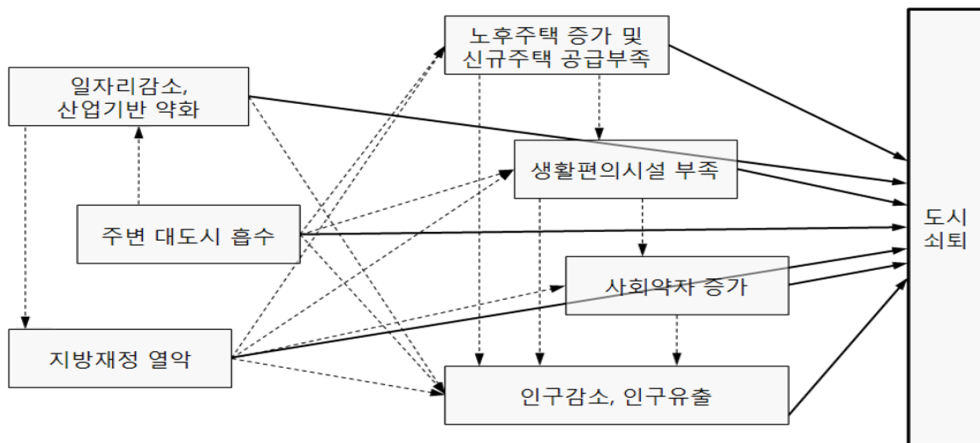 노후주택 증가 및
신규주택 공급부족
일자리감소,
산업기반 약화
생활편의시설 부족
주변 대도시 흡수
도시
쇠퇴
사회약자 증가
지방재정 열악
인구감소, 인구유출